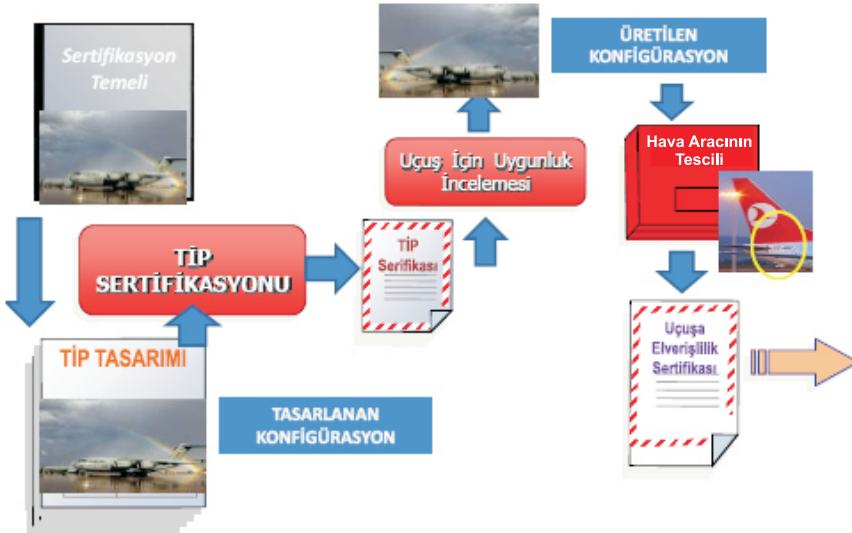 Sertifikasyon
Temeli
TİP TASARIMI
TASARLANAN
KONFİGÜRASYON
TİP
SERTİFİKASYONU
TİP
Serifikası
Uçuş İçin Uygunluk
İncelemesi
ÜRETİLEN
KONFİGÜRASYON
Hava Aracının
Tescili
Uçuşa
Elverişlilik
Sertifikası